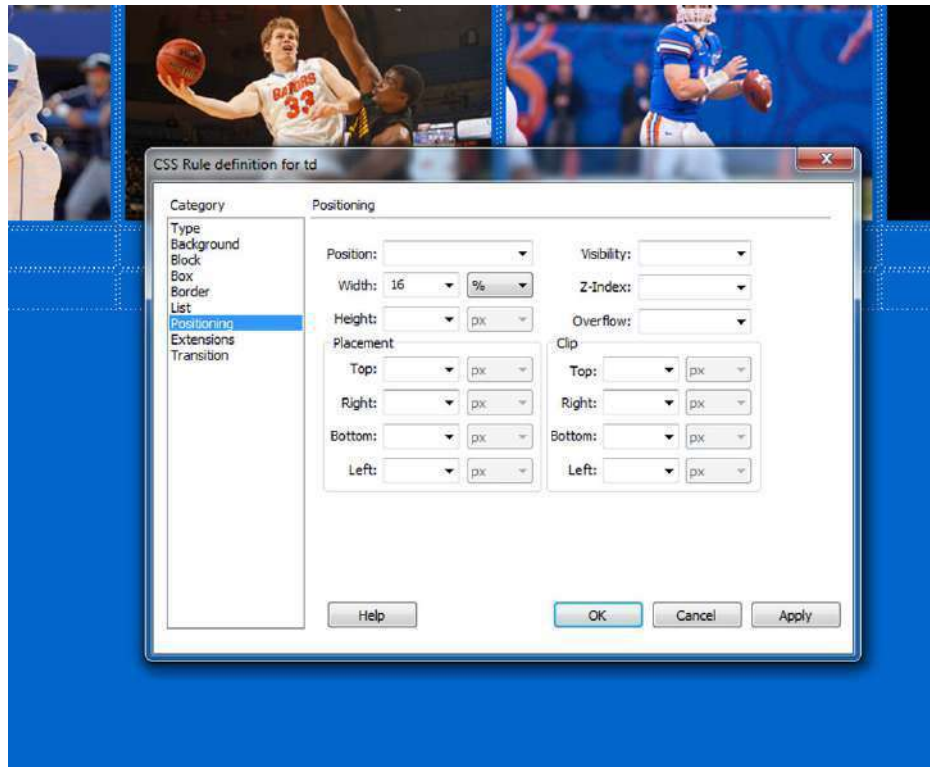 GATORS
33
CSS Rule definition for td
Category
Positioning
Type
Background
Block
Box
Border
List
Positioning
Extensions
Transition
Position:
Visibility:
Width: 16 %
Z-Index:
Height: px
Overflow:
Placement
Clip
Top: px
Top: px
Right: px
Right: px
Bottom: px
Bottom: px
Left: px
Left: px
Help
OK
Cancel
Apply